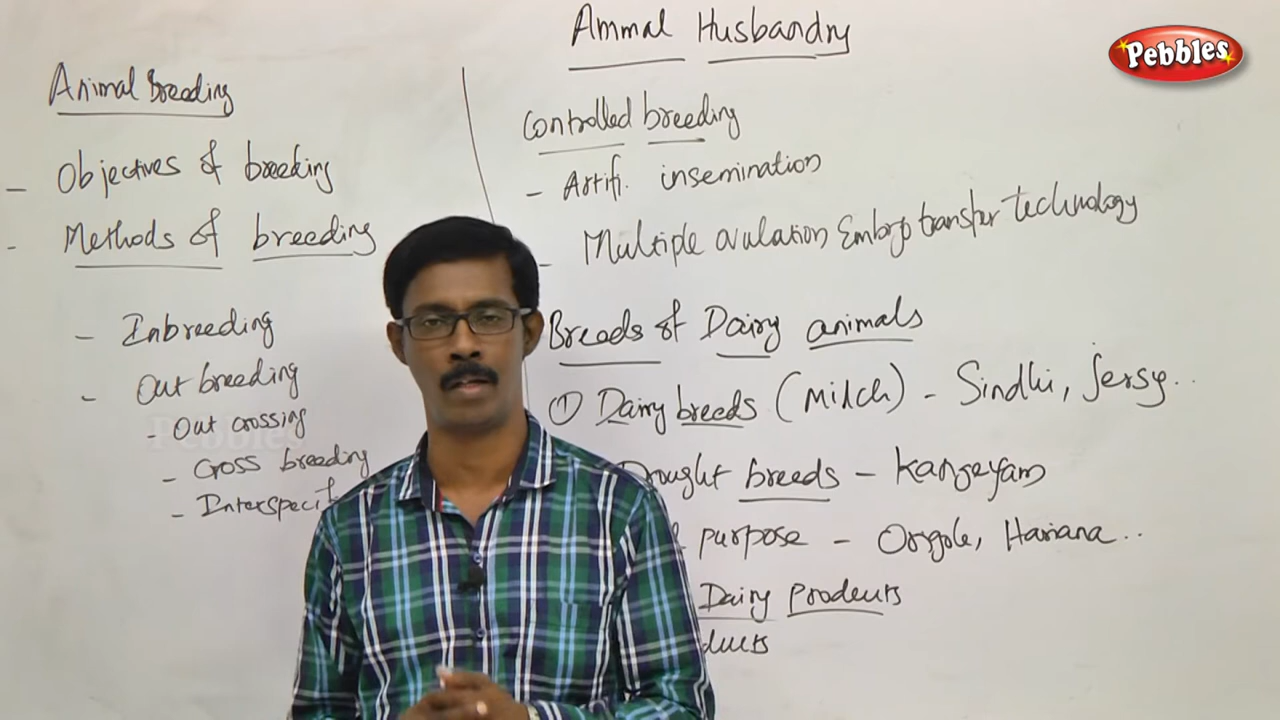 Animal Husbandry
Pebbles
Animal Breeding
- Objectives of breeding
- Methods of breeding
- Inbreeding
- Out breeding
- Out crossing
- Cross breeding
- Interspecif
Controlled breeding
- Artifi. insemination
- Multiple ovulation Embryo transfer technology
Breeds of Dairy animals
① Dairy breeds (Milch) - Sindhi, Jersy..
breeds - Kangeyam
purpose - Ongole, Hariana..
Dairy products
ducts
Pebbles